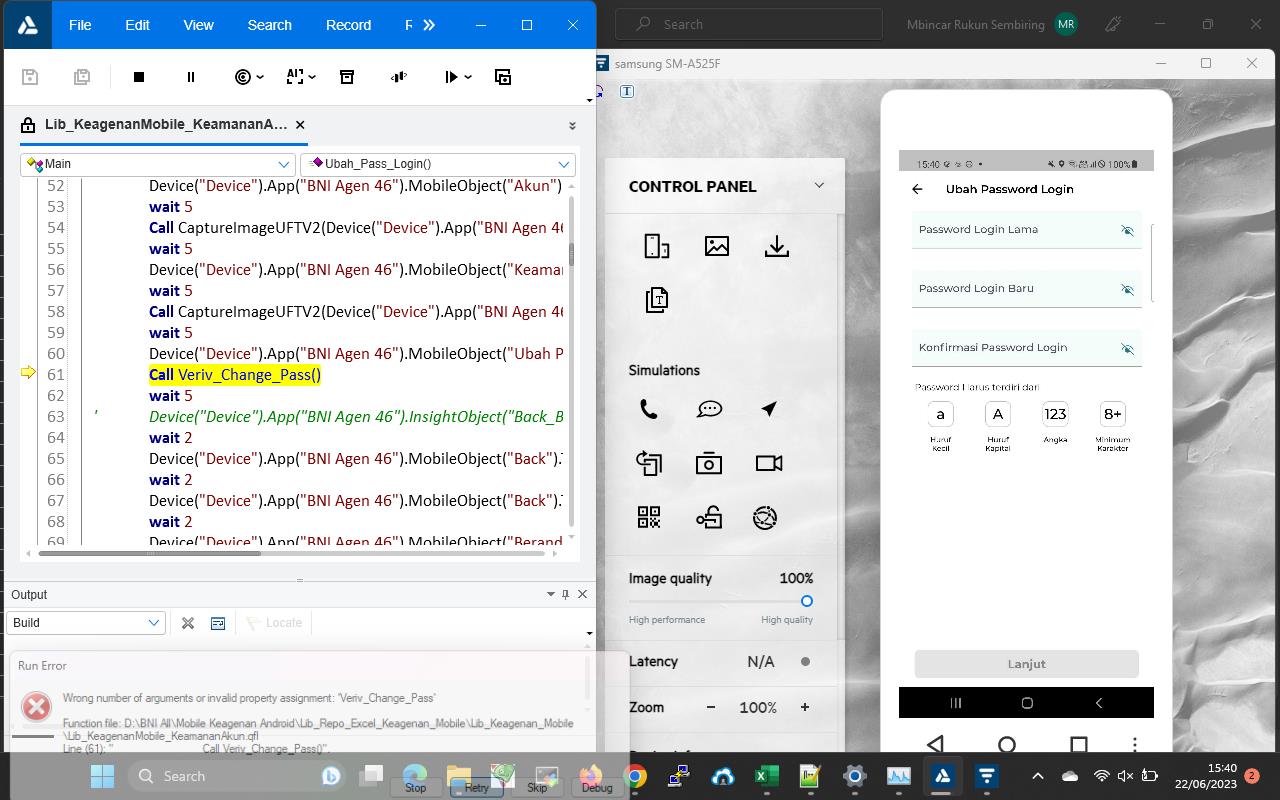 File Edit View Search Record
Search
Mbincar Rukun Sembiring MR
samsung SM-A525F
Lib_KeagenanMobile_KeamananA...
Main
Ubah_Pass_Login()
52 Device("Device").App("BNI Agen 46").MobileObject("Akun")
53 wait 5
54 Call CaptureImageUFTV2(Device("Device").App("BNI Agen 46
55 wait 5
56 Device("Device").App("BNI Agen 46").MobileObject("Keaman
57 wait 5
58 Call CaptureImageUFTV2(Device("Device").App("BNI Agen 46
59 wait 5
60 Device("Device").App("BNI Agen 46").MobileObject("Ubah P
61 Call Veriv_Change_Pass()
62 wait 5
63 ' Device("Device").App("BNI Agen 46").InsightObject("Back_B
64 wait 2
65 Device("Device").App("BNI Agen 46").MobileObject("Back").
66 wait 2
67 Device("Device").App("BNI Agen 46").MobileObject("Back").
68 wait 2
69 Device("Device").App("BNI Agen 46").MobileObject("Berand
Output
Build
Locate
Run Error
Wrong number of arguments or invalid property assignment: 'Veriv_Change_Pass'
Function file: D:\BNI All\Mobile Keagenan Android\Lib_Repo_Excel_Keagenan_Mobile\Lib_Keagenan_Mobile
\Lib_KeagenanMobile_KeamananAkun.qfl
Line (61): " Call Veriv_Change_Pass()".
Stop Retry Skip Debug
CONTROL PANEL
Simulations
Image quality 100%
High performance High quality
Latency N/A
Zoom − 100% +
15:40 100%
Ubah Password Login
Password Login Lama
Password Login Baru
Konfirmasi Password Login
Password Harus terdiri dari
a A 123 8+
Huruf Kecil
Huruf Kapital
Angka
Minimum Karakter
Lanjut
Search
15:40
22/06/2023
2